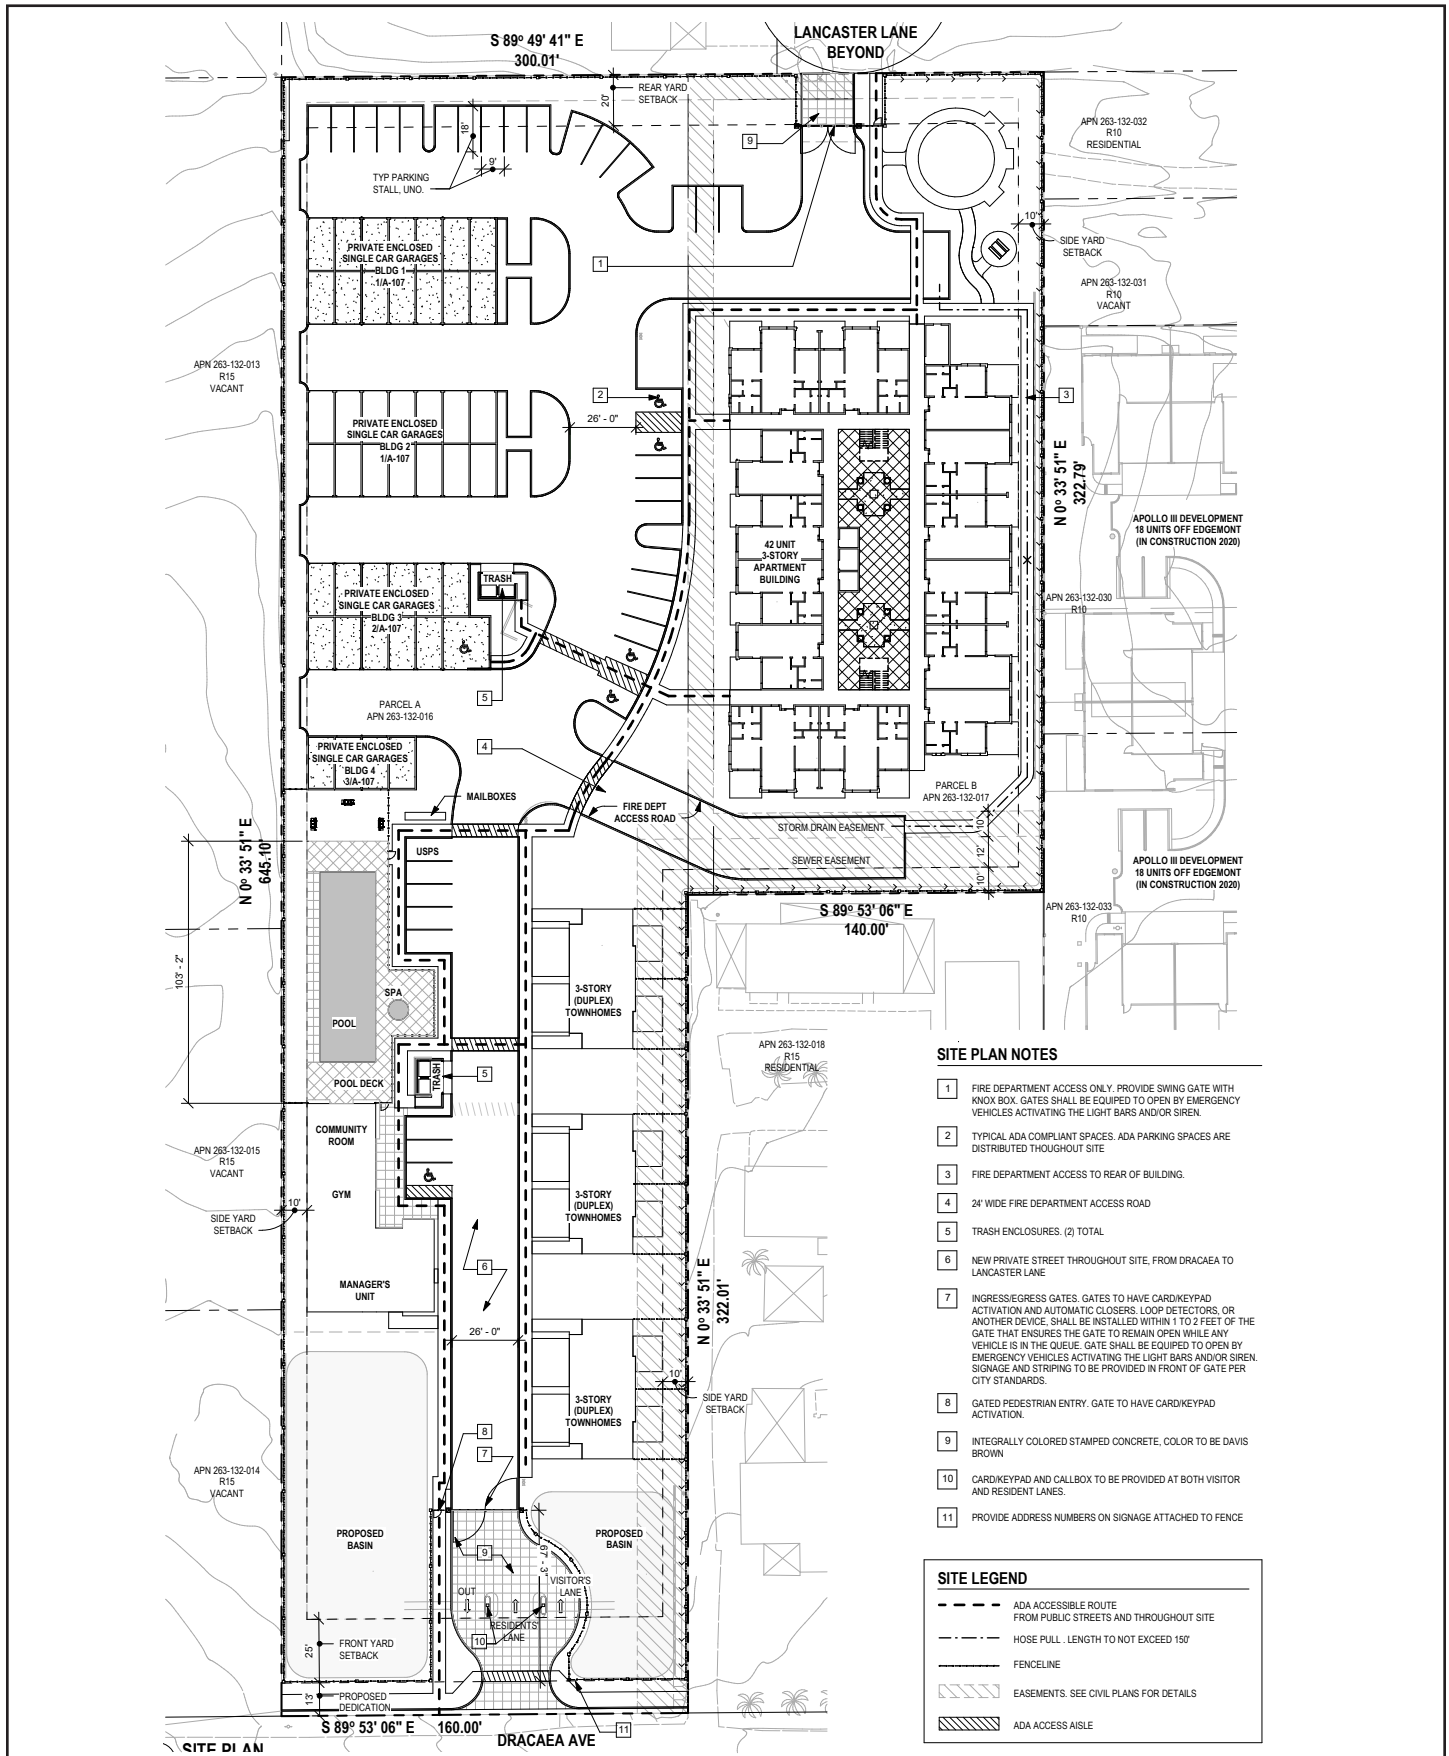 S 89º 49' 41" E
300.01'
LANCASTER LANE
BEYOND
REAR YARD
SETBACK
20'
18'
9'
TYP PARKING
STALL, UNO.
9
APN 263-132-032
R10
RESIDENTIAL
10'
SIDE YARD
SETBACK
PRIVATE ENCLOSED
SINGLE CAR GARAGES
BLDG 1
1/A-107
1
APN 263-132-031
R10
VACANT
APN 263-132-013
R15
VACANT
2
26' - 0"
3
PRIVATE ENCLOSED
SINGLE CAR GARAGES
BLDG 2
1/A-107
N 0º 33' 51" E
322.79'
APOLLO III DEVELOPMENT
18 UNITS OFF EDGEMONT
(IN CONSTRUCTION 2020)
42 UNIT
3-STORY
APARTMENT
BUILDING
TRASH
PRIVATE ENCLOSED
SINGLE CAR GARAGES
BLDG 3
2/A-107
APN 263-132-030
R10
5
PARCEL A
APN 263-132-016
4
PRIVATE ENCLOSED
SINGLE CAR GARAGES
BLDG 4
3/A-107
MAILBOXES
FIRE DEPT
ACCESS ROAD
PARCEL B
APN 263-132-017
STORM DRAIN EASEMENT
10'
12'
10'
SEWER EASEMENT
USPS
N 0º 33' 51" E
645.10'
APOLLO III DEVELOPMENT
18 UNITS OFF EDGEMONT
(IN CONSTRUCTION 2020)
S 89º 53' 06" E
140.00'
APN 263-132-033
R10
103' - 2"
SPA
POOL
3-STORY
(DUPLEX)
TOWNHOMES
POOL DECK
TRASH
5
APN 263-132-018
R15
RESIDENTIAL
COMMUNITY
ROOM
GYM
APN 263-132-015
R15
VACANT
10'
SIDE YARD
SETBACK
3-STORY
(DUPLEX)
TOWNHOMES
6
MANAGER'S
UNIT
N 0º 33' 51" E
322.01'
26' - 0"
10'
SIDE YARD
SETBACK
3-STORY
(DUPLEX)
TOWNHOMES
8
7
APN 263-132-014
R15
VACANT
PROPOSED
BASIN
PROPOSED
BASIN
9
67' - 3"
OUT
VISITOR'S
LANE
RESIDENTS'
LANE
10
25'
FRONT YARD
SETBACK
13'
PROPOSED
DEDICATION
S 89º 53' 06" E 160.00'
DRACAEA AVE
11
SITE PLAN
SITE PLAN NOTES
1 FIRE DEPARTMENT ACCESS ONLY. PROVIDE SWING GATE WITH
KNOX BOX. GATES SHALL BE EQUIPED TO OPEN BY EMERGENCY
VEHICLES ACTIVATING THE LIGHT BARS AND/OR SIREN.
2 TYPICAL ADA COMPLIANT SPACES. ADA PARKING SPACES ARE
DISTRIBUTED THOUGHOUT SITE
3 FIRE DEPARTMENT ACCESS TO REAR OF BUILDING.
4 24' WIDE FIRE DEPARTMENT ACCESS ROAD
5 TRASH ENCLOSURES. (2) TOTAL
6 NEW PRIVATE STREET THROUGHOUT SITE, FROM DRACAEA TO
LANCASTER LANE
7 INGRESS/EGRESS GATES. GATES TO HAVE CARD/KEYPAD
ACTIVATION AND AUTOMATIC CLOSERS. LOOP DETECTORS, OR
ANOTHER DEVICE, SHALL BE INSTALLED WITHIN 1 TO 2 FEET OF THE
GATE THAT ENSURES THE GATE TO REMAIN OPEN WHILE ANY
VEHICLE IS IN THE QUEUE. GATE SHALL BE EQUIPED TO OPEN BY
EMERGENCY VEHICLES ACTIVATING THE LIGHT BARS AND/OR SIREN.
SIGNAGE AND STRIPING TO BE PROVIDED IN FRONT OF GATE PER
CITY STANDARDS.
8 GATED PEDESTRIAN ENTRY. GATE TO HAVE CARD/KEYPAD
ACTIVATION.
9 INTEGRALLY COLORED STAMPED CONCRETE, COLOR TO BE DAVIS
BROWN
10 CARD/KEYPAD AND CALLBOX TO BE PROVIDED AT BOTH VISITOR
AND RESIDENT LANES.
11 PROVIDE ADDRESS NUMBERS ON SIGNAGE ATTACHED TO FENCE
SITE LEGEND
ADA ACCESSIBLE ROUTE
FROM PUBLIC STREETS AND THROUGHOUT SITE
HOSE PULL . LENGTH TO NOT EXCEED 150'
FENCELINE
EASEMENTS. SEE CIVIL PLANS FOR DETAILS
ADA ACCESS AISLE